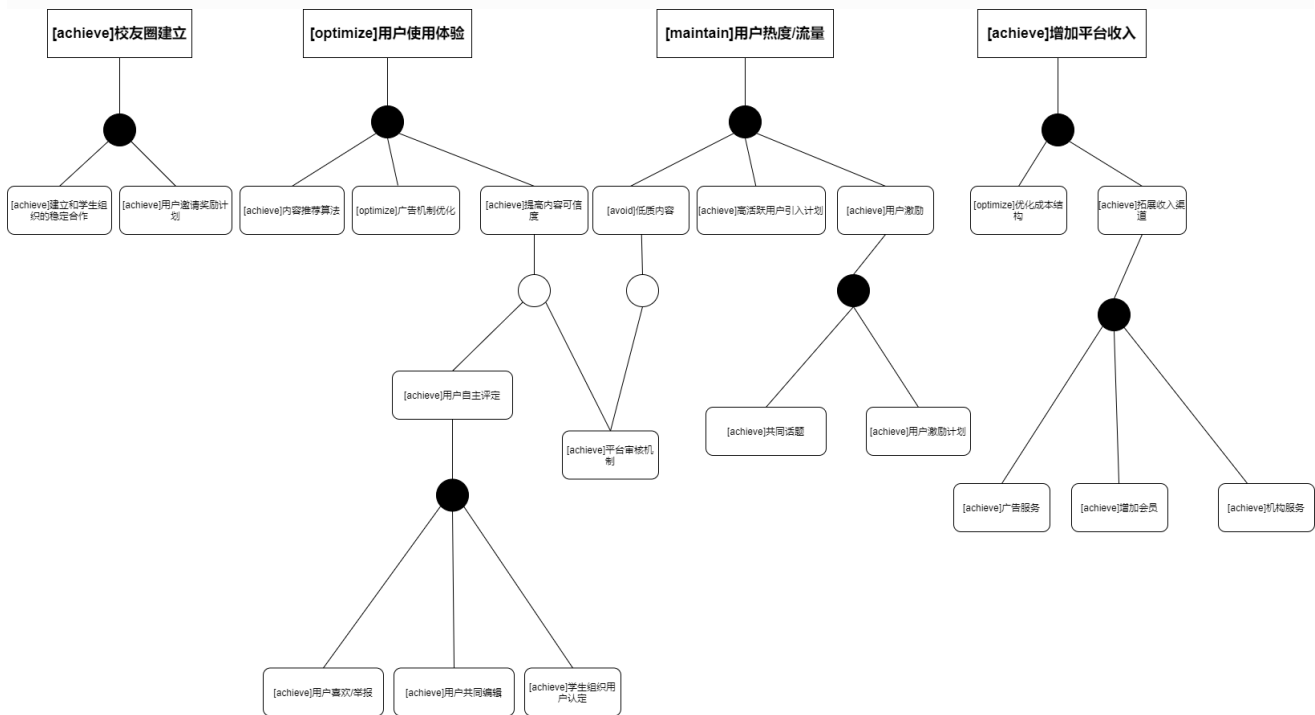 [achieve]校友圈建立
[optimize]用户使用体验
[maintain]用户热度/流量
[achieve]增加平台收入
[achieve]建立和学生组
织的稳定合作
[achieve]用户邀请奖励计
划
[achieve]内容推荐算法
[optimize]广告机制优化
[achieve]提高内容可信
度
[avoid]低质内容
[achieve]高活跃用户引入计划
[achieve]用户激励
[optimize]优化成本结
构
[achieve]拓展收入渠
道
[achieve]用户自主评定
[achieve]平台审核机
制
[achieve]共同话题
[achieve]用户激励计划
[achieve]广告服务
[achieve]增加会员
[achieve]机构服务
[achieve]用户喜欢/举报
[achieve]用户共同编辑
[achieve]学生组织用
户认定